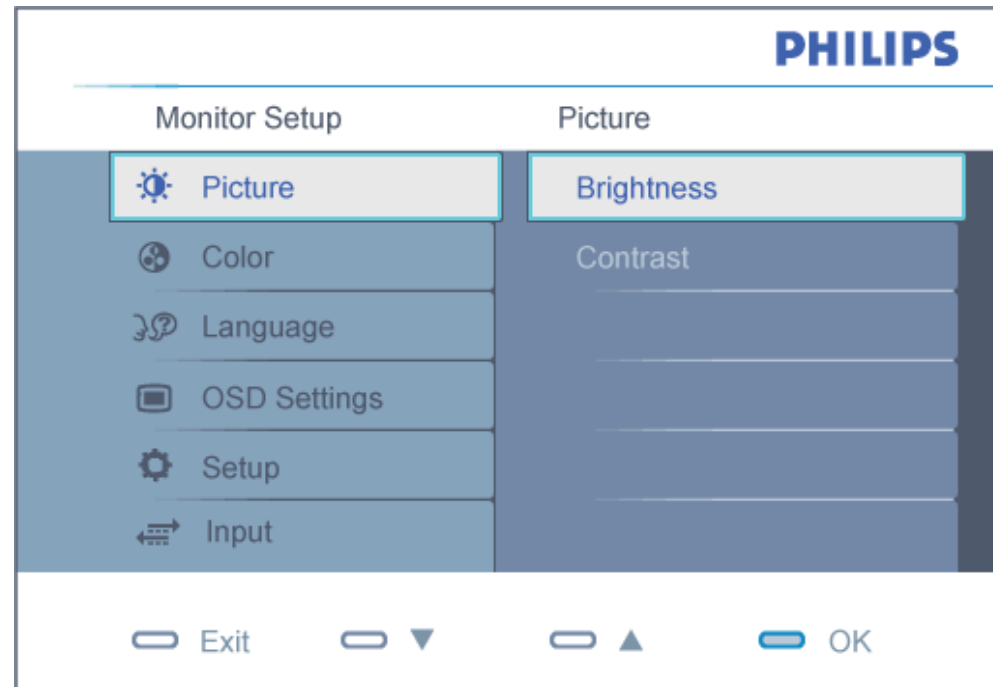 PHILIPS
Monitor Setup
Picture
Picture
Brightness
Color
Contrast
Language
OSD Settings
Setup
Input
Exit ▼ ▲ OK